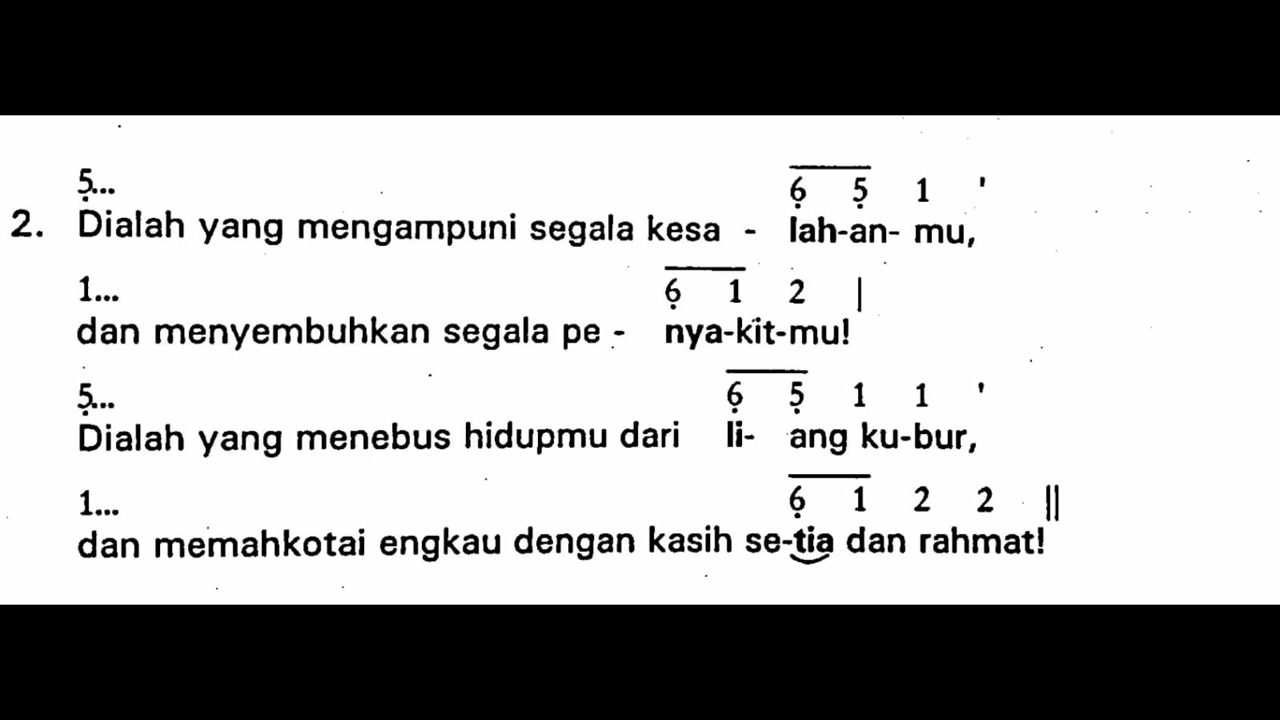 5̣... 6̣ 5̣ 1 '
2. Dialah yang mengampuni segala kesa - lah-an- mu,
1... 6̣ 1 2 |
dan menyembuhkan segala pe - nya-kit-mu!
5̣... 6̣ 5̣ 1 1 '
Dialah yang menebus hidupmu dari li- ang ku-bur,
1... 6̣ 1 2 2 ||
dan memahkotai engkau dengan kasih se-tia dan rahmat!